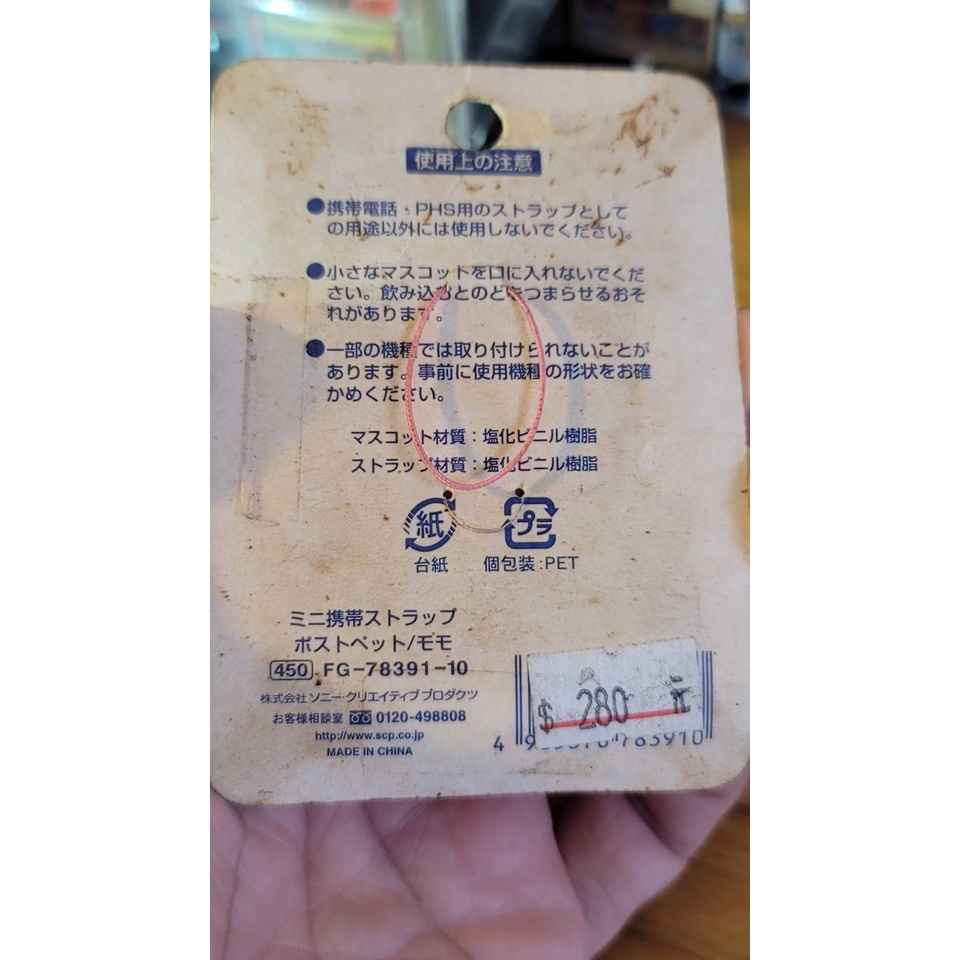 使用上の注意
●携帯電話・PHS用のストラップとして
の用途以外には使用しないでください。
●小さなマスコットを口に入れないでくだ
さい。飲み込むとのどをつまらせるおそ
れがあります。
●一部の機種では取り付けられないことが
あります。事前に使用機種の形状をお確
かめください。
マスコット材質：塩化ビニル樹脂
ストラップ材質：塩化ビニル樹脂
紙 プラ
台紙 個包装：PET
ミニ携帯ストラップ
ポストペット/モモ
450 FG-78391-10
株式会社 ソニー・クリエイティブ プロダクツ
お客様相談室 0120-498808
http://www.scp.co.jp
MADE IN CHINA
$ 280 元
783910